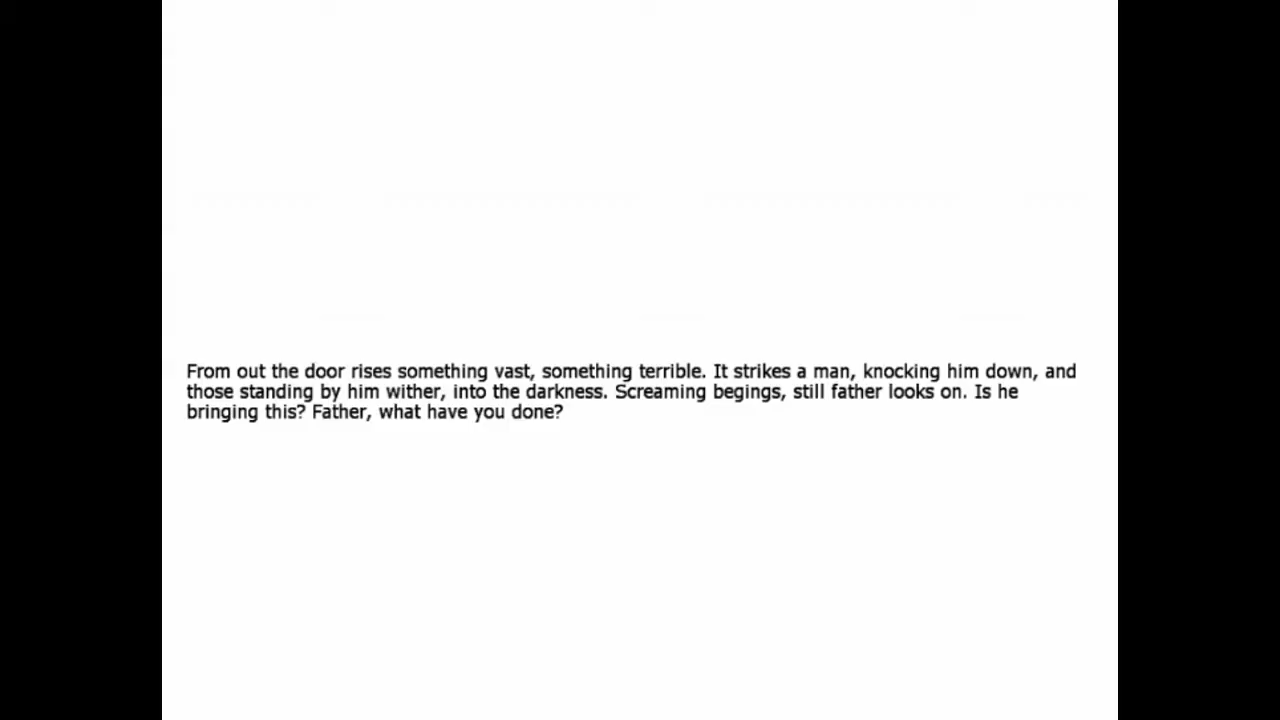 From out the door rises something vast, something terrible. It strikes a man, knocking him down, and
those standing by him wither, into the darkness. Screaming begings, still father looks on. Is he
bringing this? Father, what have you done?